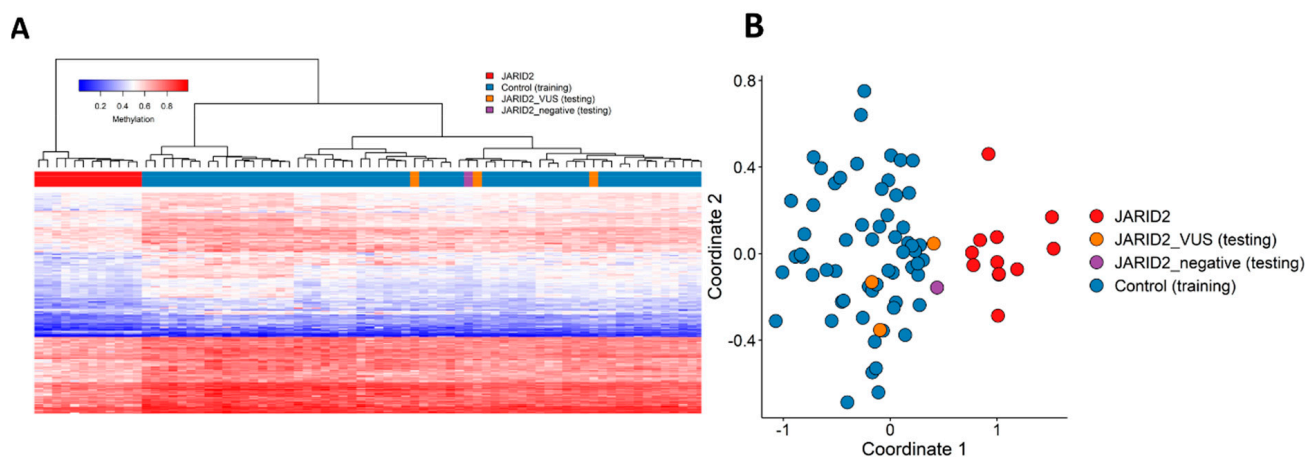 A
0.2 0.4 0.6 0.8
Methylation
JARID2
Control (training)
JARID2_VUS (testing)
JARID2_negative (testing)
B
0.8
0.4
0.0
-0.4
Coordinate 2
-1 0 1
Coordinate 1
JARID2
JARID2_VUS (testing)
JARID2_negative (testing)
Control (training)